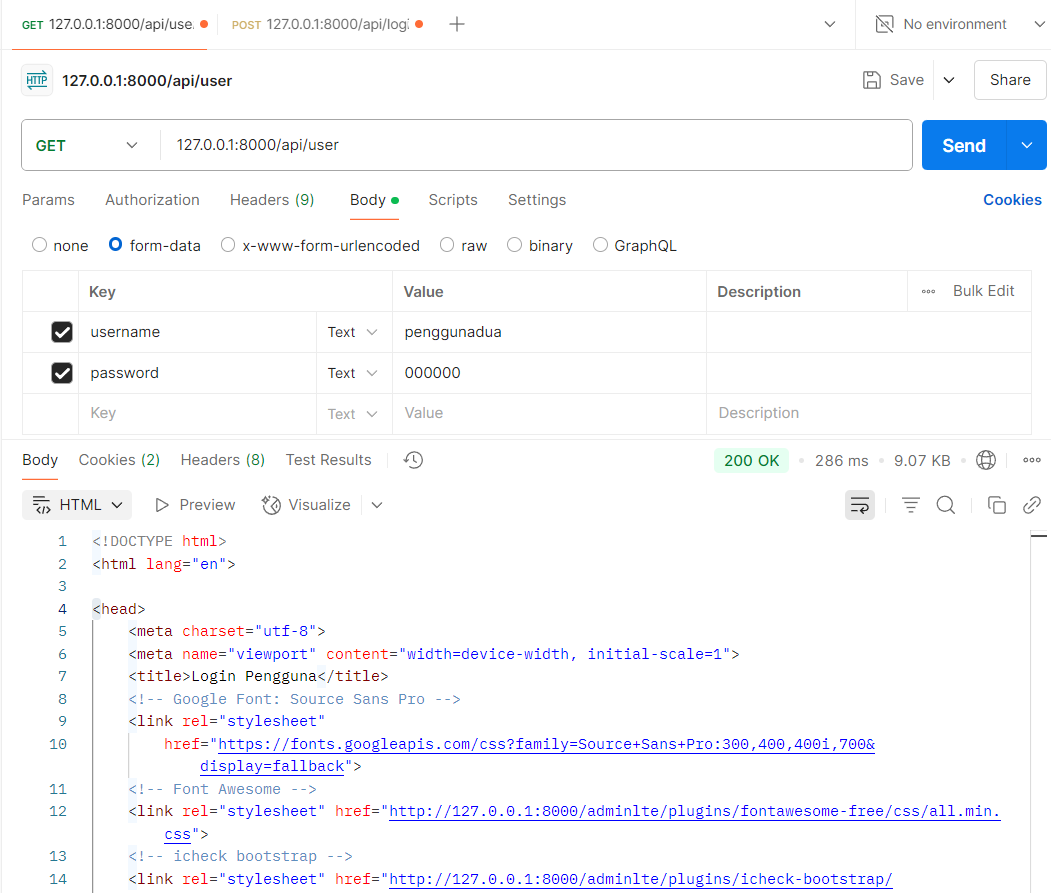 GET 127.0.0.1:8000/api/use POST 127.0.0.1:8000/api/logi No environment
HTTP 127.0.0.1:8000/api/user Save Share
GET 127.0.0.1:8000/api/user Send
Params Authorization Headers (9) Body Scripts Settings Cookies
none form-data x-www-form-urlencoded raw binary GraphQL
Key Value Description Bulk Edit
username Text penggunadua
password Text 000000
Key Text Value Description
Body Cookies (2) Headers (8) Test Results 200 OK 286 ms 9.07 KB
HTML Preview Visualize
1 <!DOCTYPE html>
2 <html lang="en">
3
4 <head>
5 <meta charset="utf-8">
6 <meta name="viewport" content="width=device-width, initial-scale=1">
7 <title>Login Pengguna</title>
8 <!-- Google Font: Source Sans Pro -->
9 <link rel="stylesheet"
10 href="https://fonts.googleapis.com/css?family=Source+Sans+Pro:300,400,400i,700&
display=fallback">
11 <!-- Font Awesome -->
12 <link rel="stylesheet" href="http://127.0.0.1:8000/adminlte/plugins/fontawesome-free/css/all.min.
css">
13 <!-- icheck bootstrap -->
14 <link rel="stylesheet" href="http://127.0.0.1:8000/adminlte/plugins/icheck-bootstrap/